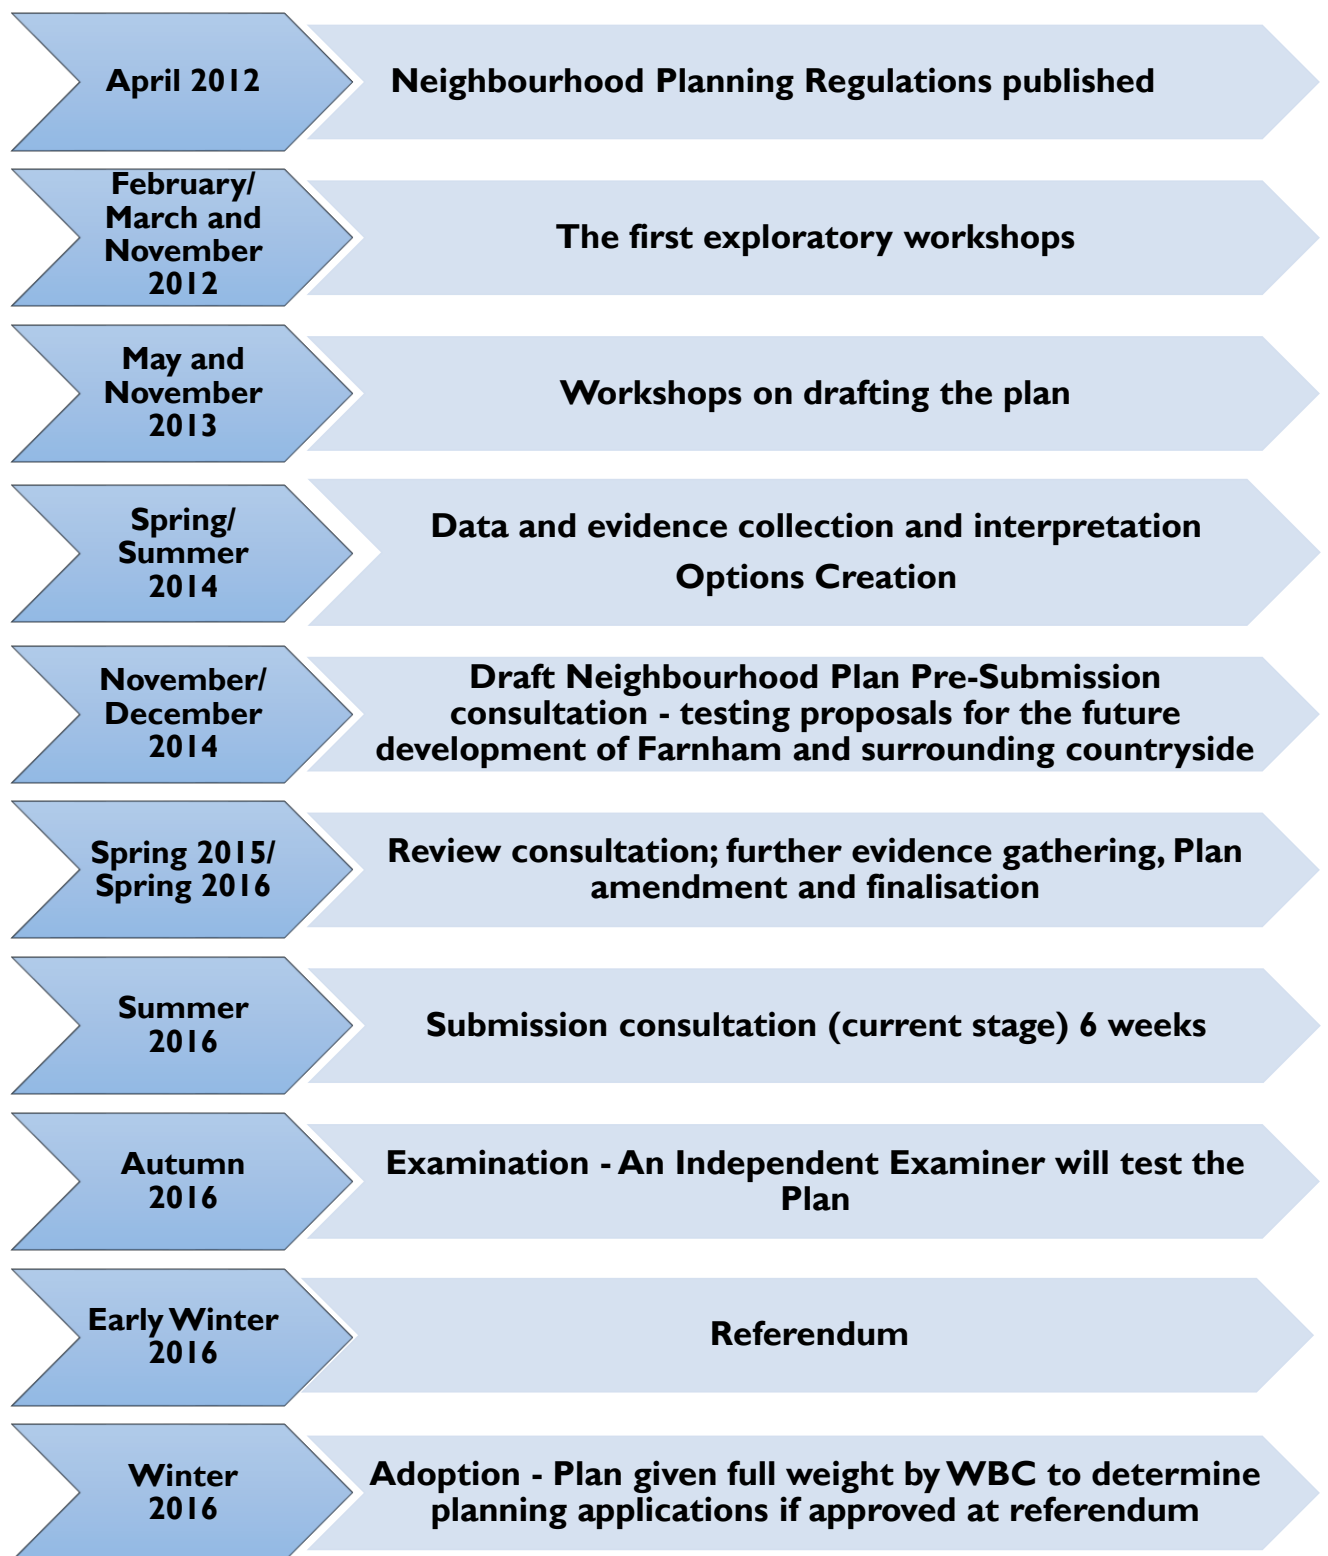 April 2012
Neighbourhood Planning Regulations published
February/
March and
November
2012
The first exploratory workshops
May and
November
2013
Workshops on drafting the plan
Spring/
Summer
2014
Data and evidence collection and interpretation
Options Creation
November/
December
2014
Draft Neighbourhood Plan Pre-Submission
consultation - testing proposals for the future
development of Farnham and surrounding countryside
Spring 2015/
Spring 2016
Review consultation; further evidence gathering, Plan
amendment and finalisation
Summer
2016
Submission consultation (current stage) 6 weeks
Autumn
2016
Examination - An Independent Examiner will test the
Plan
Early Winter
2016
Referendum
Winter
2016
Adoption - Plan given full weight by WBC to determine
planning applications if approved at referendum